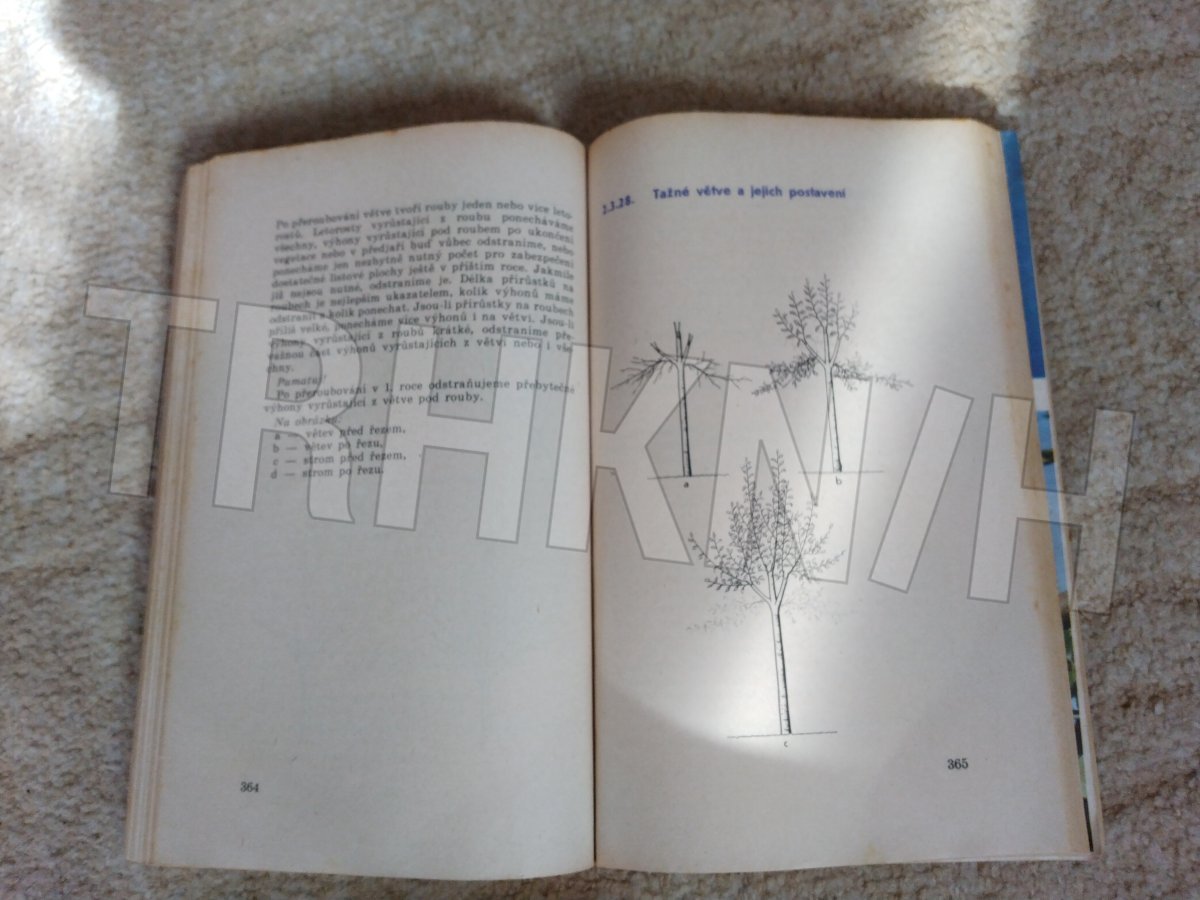 Po přeroubování větve tvoří rouby jeden nebo více leto-
rostů. Letorosty vyrůstající z roubu ponecháváme
všechny, výhony vyrůstající pod roubem po ukončení
vegetace nebo v předjaří buď vůbec odstraníme, nebo
ponecháme jen nezbytně nutný počet pro zabezpečení
dostatečné listové plochy ještě v příštím roce. Jakmile
již nejsou nutné, odstraníme je. Délka přírůstků na
roubech je nejlepším ukazatelem, kolik výhonů máme
odstranit a kolik ponechat. Jsou-li přírůstky na roubech
příliš velké, ponecháme více výhonů i na větvi. Jsou-li
výhony vyrůstající z roubů krátké, odstraníme pře-
vážnou část výhonů vyrůstajících z větví nebo i vše
chny.
Pamatuj!
Po přeroubování v 1. roce odstraňujeme přebytečné
výhony vyrůstající z větve pod rouby.
Na obrázku:
a — větev před řezem,
b — větev po řezu,
c — strom před řezem,
d — strom po řezu.
364
2.3.28. Tažné větve a jejich postavení
a
b
c
365
TRHKNIH